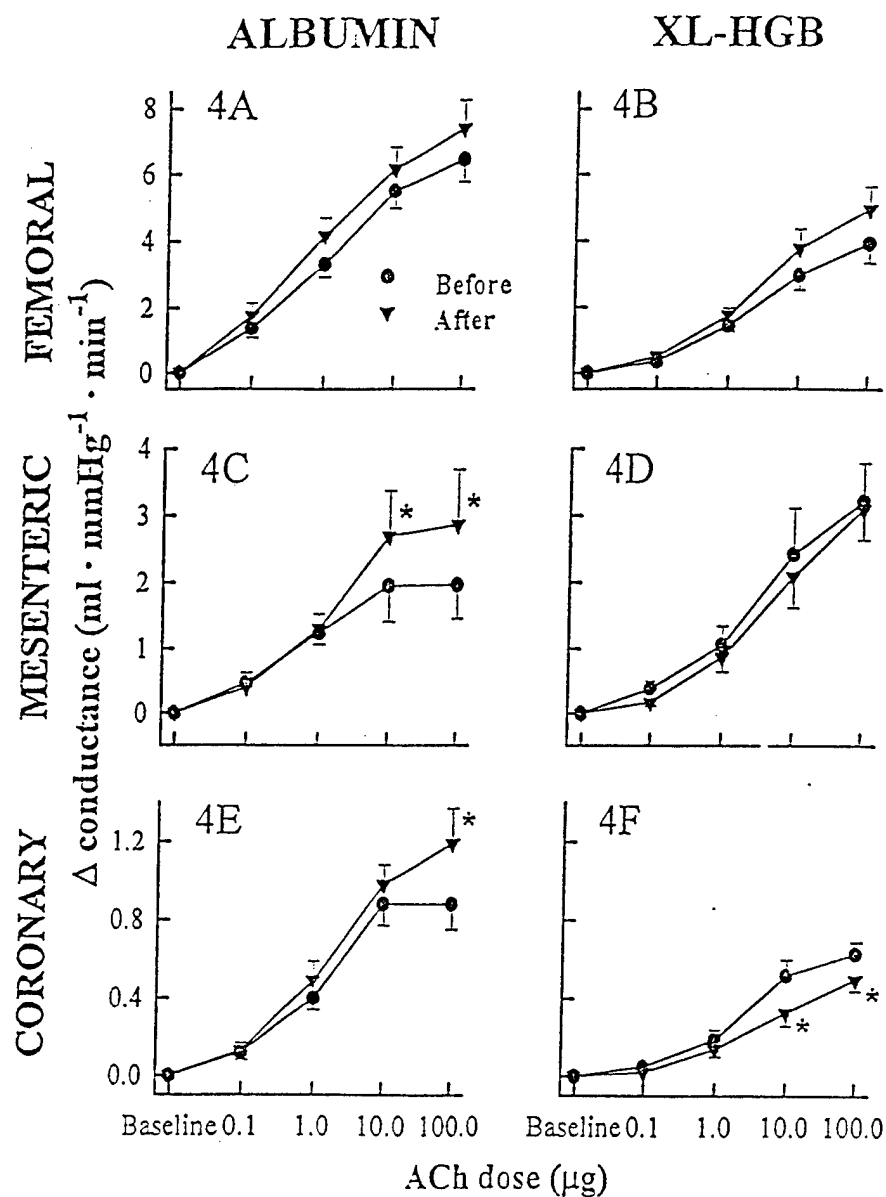 ALBUMIN XL-HGB
FEMORAL
MESENTERIC
CORONARY
Δ conductance (ml · mmHg⁻¹ · min⁻¹)
4A
8
6
4
2
0
Before
After
4B
4C
4
3
2
1
0
* *
4D
4E
1.2
0.8
0.4
0.0
*
4F
* *
Baseline 0.1 1.0 10.0 100.0
Baseline 0.1 1.0 10.0 100.0
ACh dose (μg)